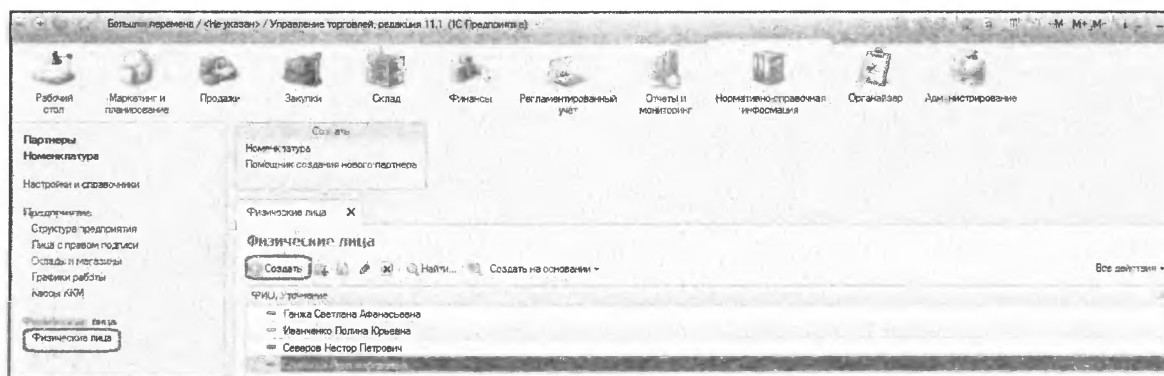 Большая перемена / <Не указан> / Управление торговлей, редакция 11.1 (1С:Предприятие)
M M+ M-
Рабочий стол
Маркетинг и планирование
Продажи
Закупки
Склад
Финансы
Регламентированный учет
Отчеты и мониторинг
Нормативно-справочная информация
Органайзер
Администрирование
Партнеры
Номенклатура
Настройки и справочники
Предприятие
Структура предприятия
Лица с правом подписи
Склады и магазины
Графики работы
Кассы ККМ
лица
Физические лица
Создать
Номенклатура
Помощник создания нового партнера
Физические лица X
Физические лица
Создать Найти... Создать на основании
Все действия
ФИО, Уточнение
Ганжа Светлана Афанасьевна
Иванченко Полина Юрьевна
Северов Нестор Петрович